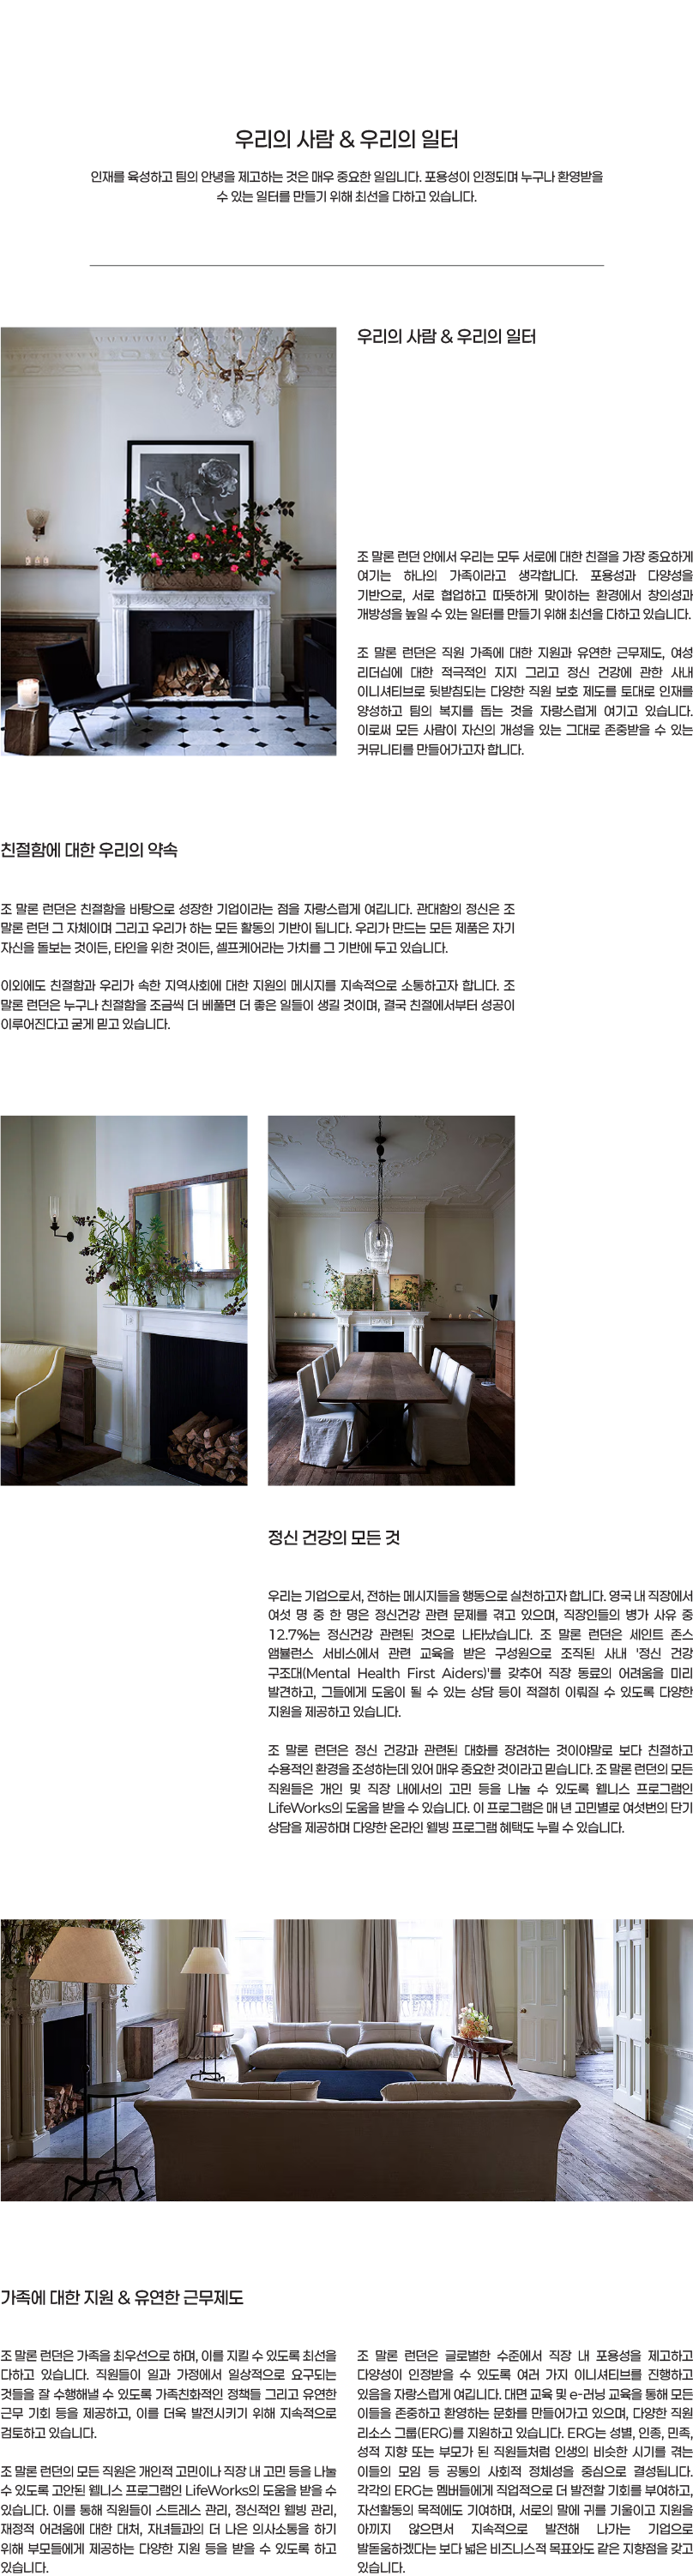 우리의 사람 & 우리의 일터
인재를 육성하고 팀의 안녕을 제고하는 것은 매우 중요한 일입니다. 포용성이 인정되며 누구나 환영받을
수 있는 일터를 만들기 위해 최선을 다하고 있습니다.
우리의 사람 & 우리의 일터
조 말론 런던 안에서 우리는 모두 서로에 대한 친절을 가장 중요하게
여기는 하나의 가족이라고 생각합니다. 포용성과 다양성을
기반으로, 서로 협업하고 따뜻하게 맞이하는 환경에서 창의성과
개방성을 높일 수 있는 일터를 만들기 위해 최선을 다하고 있습니다.
조 말론 런던은 직원 가족에 대한 지원과 유연한 근무제도, 여성
리더십에 대한 적극적인 지지 그리고 정신 건강에 관한 사내
이니셔티브로 뒷받침되는 다양한 직원 보호 제도를 토대로 인재를
양성하고 팀의 복지를 돕는 것을 자랑스럽게 여기고 있습니다.
이로써 모든 사람이 자신의 개성을 있는 그대로 존중받을 수 있는
커뮤니티를 만들어가고자 합니다.
친절함에 대한 우리의 약속
조 말론 런던은 친절함을 바탕으로 성장한 기업이라는 점을 자랑스럽게 여깁니다. 관대함의 정신은 조
말론 런던 그 자체이며 그리고 우리가 하는 모든 활동의 기반이 됩니다. 우리가 만드는 모든 제품은 자기
자신을 돌보는 것이든, 타인을 위한 것이든, 셀프케어라는 가치를 그 기반에 두고 있습니다.
이외에도 친절함과 우리가 속한 지역사회에 대한 지원의 메시지를 지속적으로 소통하고자 합니다. 조
말론 런던은 누구나 친절함을 조금씩 더 베풀면 더 좋은 일들이 생길 것이며, 결국 친절에서부터 성공이
이루어진다고 굳게 믿고 있습니다.
정신 건강의 모든 것
우리는 기업으로서, 전하는 메시지들을 행동으로 실천하고자 합니다. 영국 내 직장에서
여섯 명 중 한 명은 정신건강 관련 문제를 겪고 있으며, 직장인들의 병가 사유 중
12.7%는 정신건강 관련된 것으로 나타났습니다. 조 말론 런던은 세인트 존스
앰뷸런스 서비스에서 관련 교육을 받은 구성원으로 조직된 사내 '정신 건강
구조대(Mental Health First Aiders)'를 갖추어 직장 동료의 어려움을 미리
발견하고, 그들에게 도움이 될 수 있는 상담 등이 적절히 이뤄질 수 있도록 다양한
지원을 제공하고 있습니다.
조 말론 런던은 정신 건강과 관련된 대화를 장려하는 것이야말로 보다 친절하고
수용적인 환경을 조성하는데 있어 매우 중요한 것이라고 믿습니다. 조 말론 런던의 모든
직원들은 개인 및 직장 내에서의 고민 등을 나눌 수 있도록 웰니스 프로그램인
LifeWorks의 도움을 받을 수 있습니다. 이 프로그램은 매 년 고민별로 여섯번의 단기
상담을 제공하며 다양한 온라인 웰빙 프로그램 혜택도 누릴 수 있습니다.
가족에 대한 지원 & 유연한 근무제도
조 말론 런던은 가족을 최우선으로 하며, 이를 지킬 수 있도록 최선을
다하고 있습니다. 직원들이 일과 가정에서 일상적으로 요구되는
것들을 잘 수행해낼 수 있도록 가족친화적인 정책들 그리고 유연한
근무 기회 등을 제공하고, 이를 더욱 발전시키기 위해 지속적으로
검토하고 있습니다.
조 말론 런던의 모든 직원은 개인적 고민이나 직장 내 고민 등을 나눌
수 있도록 고안된 웰니스 프로그램인 LifeWorks의 도움을 받을 수
있습니다. 이를 통해 직원들이 스트레스 관리, 정신적인 웰빙 관리,
재정적 어려움에 대한 대처, 자녀들과의 더 나은 의사소통을 하기
위해 부모들에게 제공하는 다양한 지원 등을 받을 수 있도록 하고
있습니다.
조 말론 런던은 글로벌한 수준에서 직장 내 포용성을 제고하고
다양성이 인정받을 수 있도록 여러 가지 이니셔티브를 진행하고
있음을 자랑스럽게 여깁니다. 대면 교육 및 e-러닝 교육을 통해 모든
이들을 존중하고 환영하는 문화를 만들어가고 있으며, 다양한 직원
리소스 그룹(ERG)를 지원하고 있습니다. ERG는 성별, 인종, 민족,
성적 지향 또는 부모가 된 직원들처럼 인생의 비슷한 시기를 겪는
이들의 모임 등 공통의 사회적 정체성을 중심으로 결성됩니다.
각각의 ERG는 멤버들에게 직업적으로 더 발전할 기회를 부여하고,
자선활동의 목적에도 기여하며, 서로의 말에 귀를 기울이고 지원을
아끼지 않으면서 지속적으로 발전해 나가는 기업으로
발돋움하겠다는 보다 넓은 비즈니스적 목표와도 같은 지향점을 갖고
있습니다.